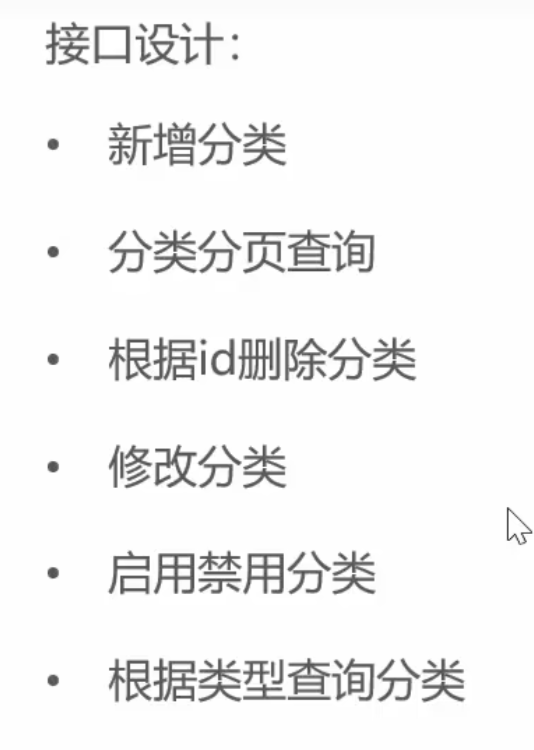 接口设计：
• 新增分类
• 分类分页查询
• 根据id删除分类
• 修改分类
• 启用禁用分类
• 根据类型查询分类